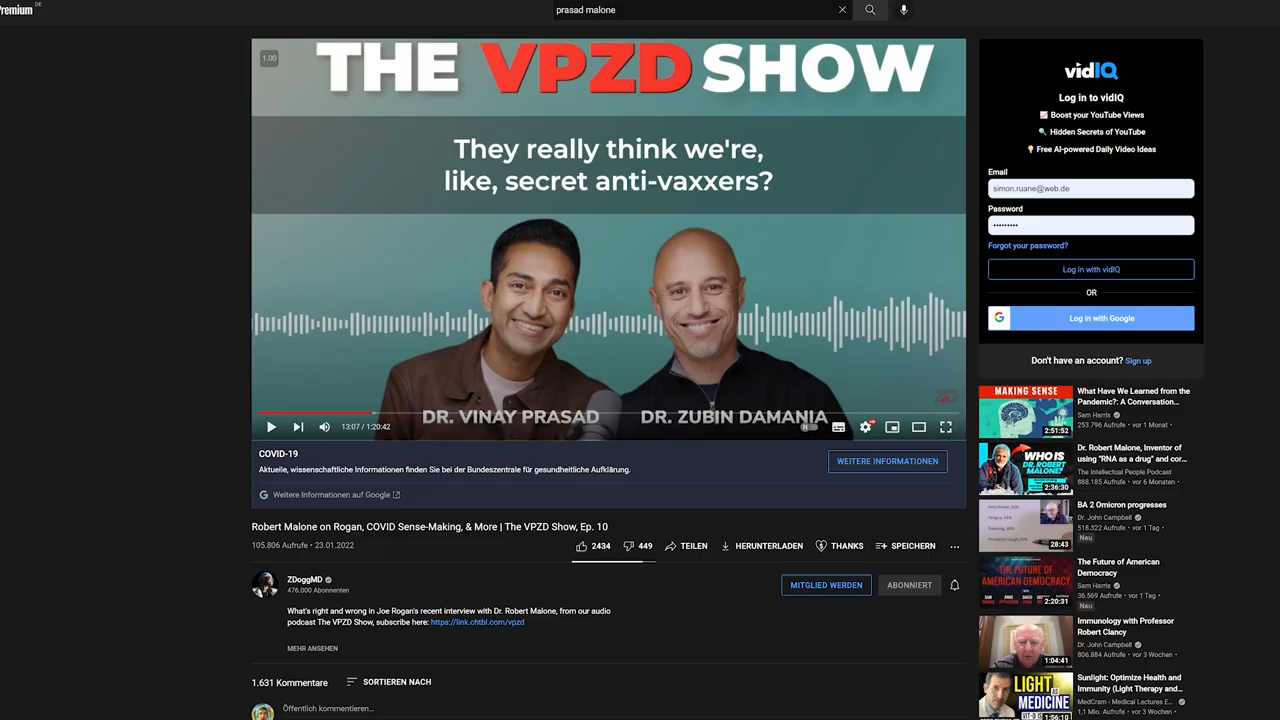 Premium DE
prasad malone
1.00
THE VPZD SHOW
They really think we're,
like, secret anti-vaxxers?
DR. VINAY PRASAD
DR. ZUBIN DAMANIA
13:07 / 1:20:42
COVID-19
Aktuelle, wissenschaftliche Informationen finden Sie bei der Bundeszentrale für gesundheitliche Aufklärung.
WEITERE INFORMATIONEN
Weitere Informationen auf Google
Robert Malone on Rogan, COVID Sense-Making, & More | The VPZD Show, Ep. 10
105.806 Aufrufe • 23.01.2022
2434
449
TEILEN
HERUNTERLADEN
THANKS
SPEICHERN
ZDoggMD
476.000 Abonnenten
MITGLIED WERDEN
ABONNIERT
What's right and wrong in Joe Rogan's recent interview with Dr. Robert Malone, from our audio
podcast The VPZD Show, subscribe here: https://link.chtbl.com/vpzd
MEHR ANSEHEN
1.631 Kommentare
SORTIEREN NACH
Öffentlich kommentieren...
vidIQ
Log in to vidIQ
Boost your YouTube Views
Hidden Secrets of YouTube
Free AI-powered Daily Video Ideas
Email
simon.ruane@web.de
Password
•••••••••
Forgot your password?
Log in with vidIQ
OR
Log in with Google
Don't have an account? Sign up
MAKING SENSE
2:51:52
What Have We Learned from the
Pandemic?: A Conversation...
Sam Harris
253.796 Aufrufe • vor 1 Monat •
WHO IS
DR. ROBERT
MALONE?
2:36:30
Dr. Robert Malone, Inventor of
using "RNA as a drug" and cor...
The Intellectual People Podcast
888.185 Aufrufe • vor 6 Monaten •
28:43
BA 2 Omicron progresses
Dr. John Campbell
518.322 Aufrufe • vor 1 Tag •
Neu
THE FUTURE OF
AMERICAN DEMOCRACY
2:20:31
The Future of American
Democracy
Sam Harris
36.569 Aufrufe • vor 1 Tag •
Neu
1:04:41
Immunology with Professor
Robert Clancy
Dr. John Campbell
806.884 Aufrufe • vor 3 Wochen •
LIGHT
AS
MEDICINE
1:56:10
Sunlight: Optimize Health and
Immunity (Light Therapy and...
MedCram - Medical Lectures E...
1,1 Mio. Aufrufe • vor 3 Wochen •